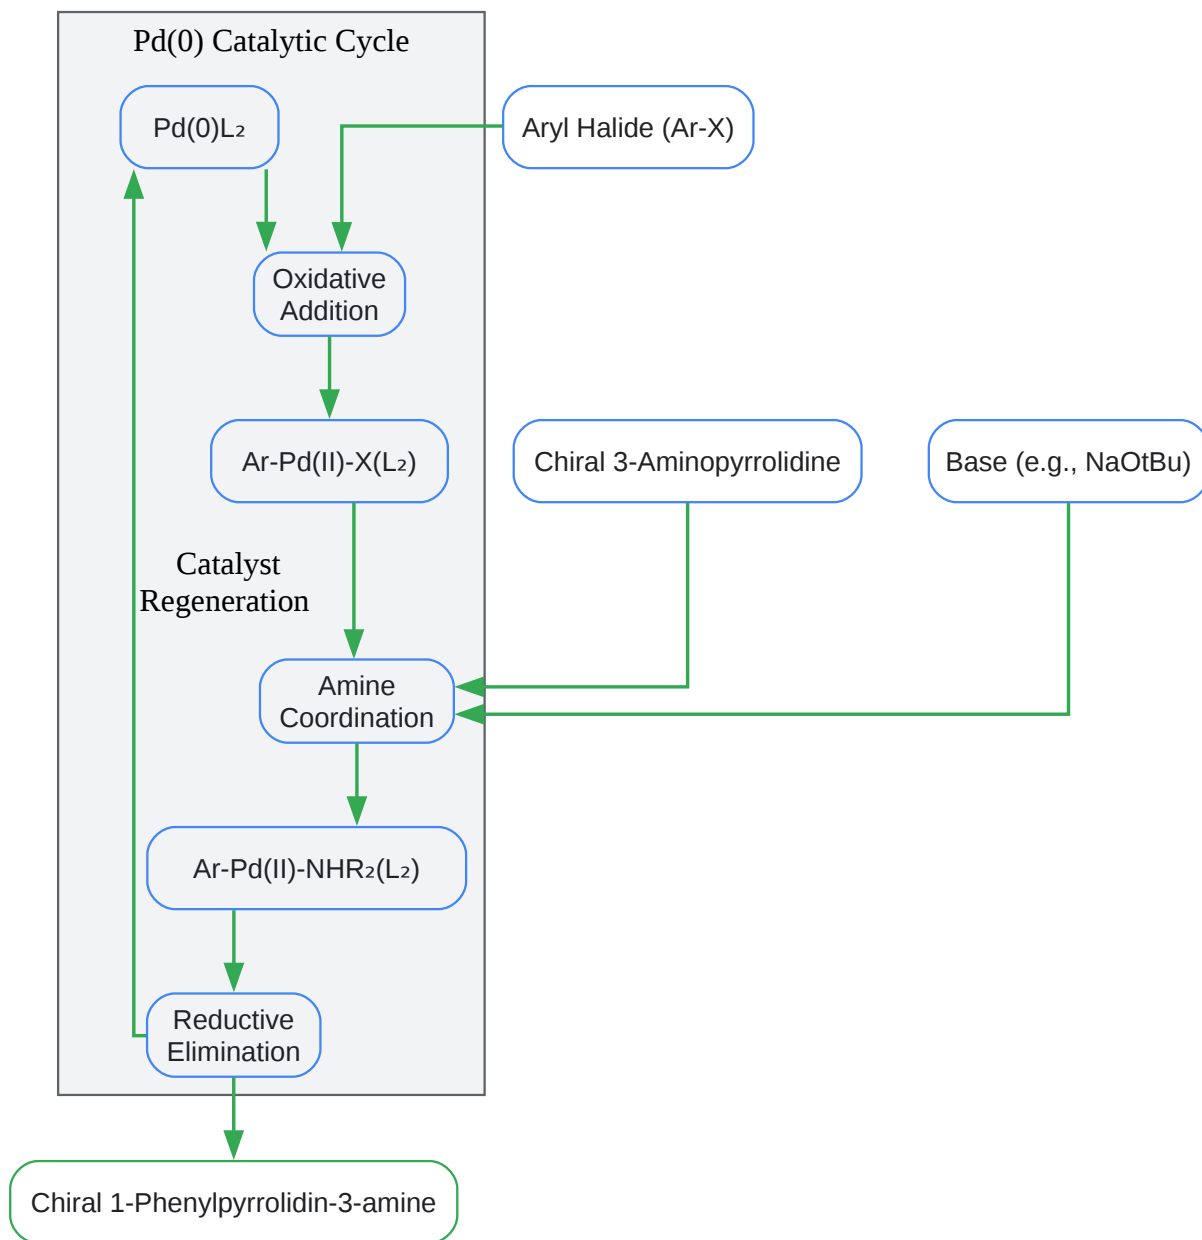 Pd(0) Catalytic Cycle
Pd(0)L₂
Aryl Halide (Ar-X)
Oxidative
Addition
Ar-Pd(II)-X(L₂)
Chiral 3-Aminopyrrolidine
Base (e.g., NaOtBu)
Catalyst
Regeneration
Amine
Coordination
Ar-Pd(II)-NHR₂(L₂)
Reductive
Elimination
Chiral 1-Phenylpyrrolidin-3-amine